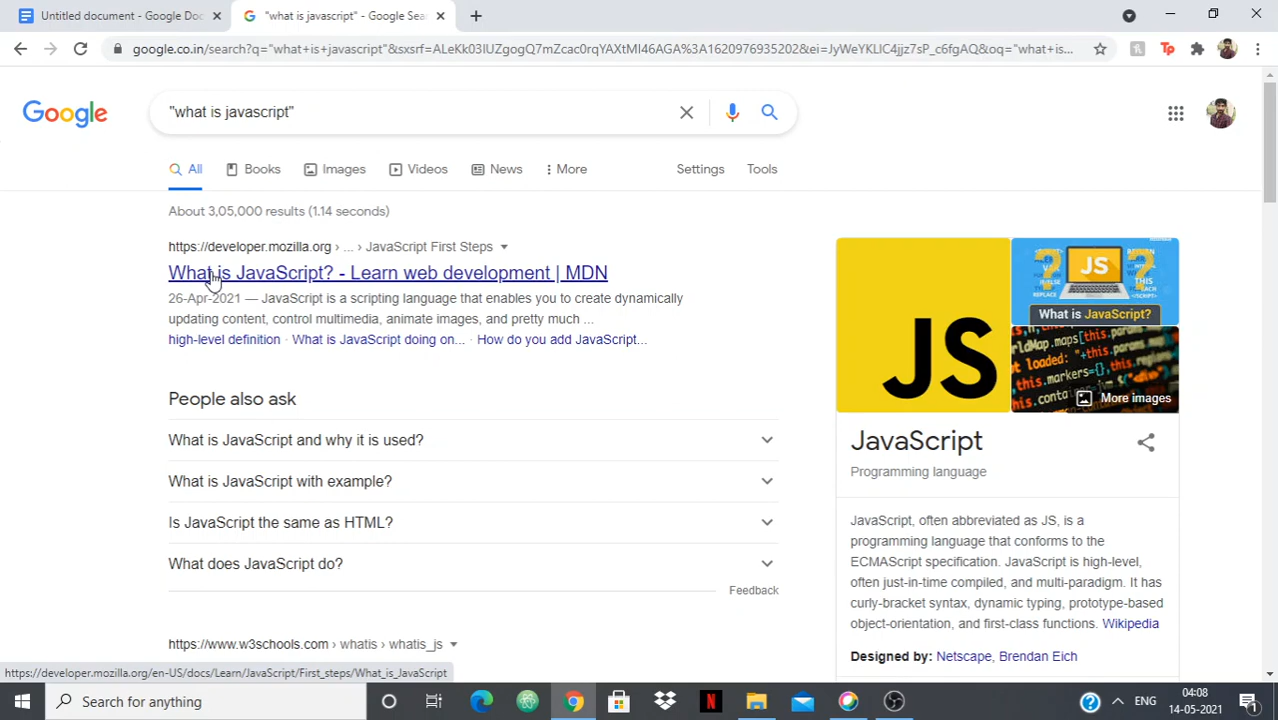 Untitled document - Google Doc
"what is javascript" - Google Sea
google.co.in/search?q="what+is+javascript"&sxsrf=ALeKk03IUZgogQ7mZcac0rqYAXtMI46AGA%3A1620976935202&ei=JyWeYKLlC4jjz7sP_c6fgAQ&oq="what+is...
Google
"what is javascript"
All
Books
Images
Videos
News
More
Settings
Tools
About 3,05,000 results (1.14 seconds)
https://developer.mozilla.org › ... › JavaScript First Steps
What is JavaScript? - Learn web development | MDN
26-Apr-2021 — JavaScript is a scripting language that enables you to create dynamically
updating content, control multimedia, animate images, and pretty much ...
high-level definition · What is JavaScript doing on... · How do you add JavaScript...
People also ask
What is JavaScript and why it is used?
What is JavaScript with example?
Is JavaScript the same as HTML?
What does JavaScript do?
Feedback
https://www.w3schools.com › whatis › whatis_js
JS
JS
What is JavaScript?
More images
JavaScript
Programming language
JavaScript, often abbreviated as JS, is a
programming language that conforms to the
ECMAScript specification. JavaScript is high-level,
often just-in-time compiled, and multi-paradigm. It has
curly-bracket syntax, dynamic typing, prototype-based
object-orientation, and first-class functions. Wikipedia
Designed by: Netscape, Brendan Eich
https://developer.mozilla.org/en-US/docs/Learn/JavaScript/First_steps/What_is_JavaScript
Search for anything
ENG
04:08
14-05-2021